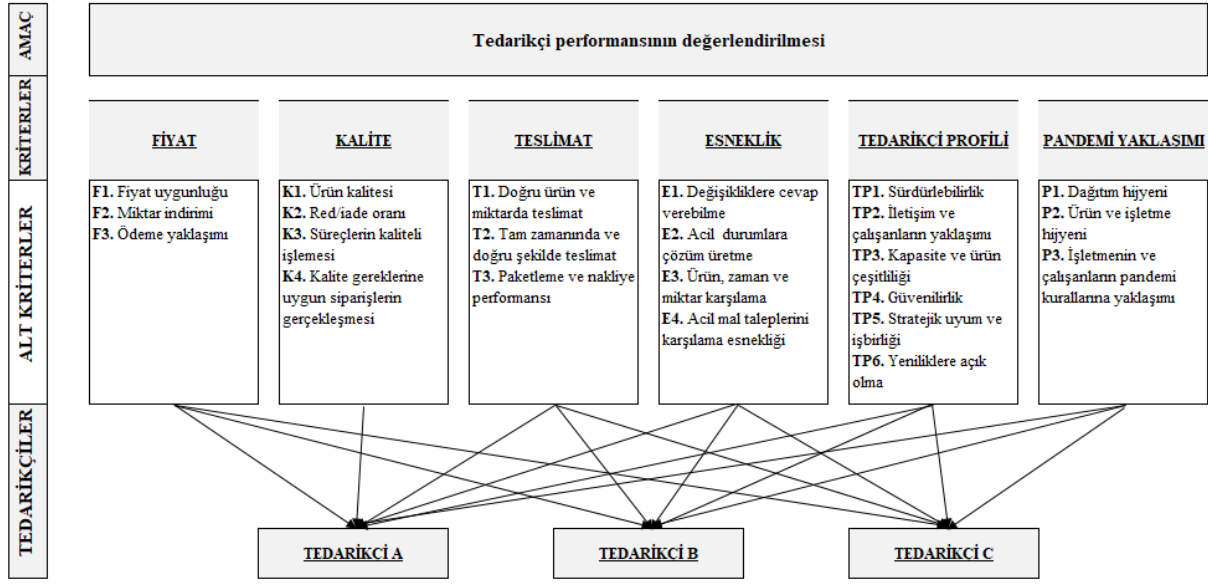 AMAÇ
Tedarikçi performansının değerlendirilmesi
KRİTERLER
FİYAT
KALİTE
TESLİMAT
ESNEKLİK
TEDARİKÇİ PROFİLİ
PANDEMİ YAKLAŞIMI
ALT KRİTERLER
F1. Fiyat uygunluğu
F2. Miktar indirimi
F3. Ödeme yaklaşımı
K1. Ürün kalitesi
K2. Red/iade oranı
K3. Süreçlerin kaliteli
işlemesi
K4. Kalite gereklerine
uygun siparişlerin
gerçekleşmesi
T1. Doğru ürün ve
miktarda teslimat
T2. Tam zamanında ve
doğru şekilde teslimat
T3. Paketleme ve nakliye
performansı
E1. Değişikliklere cevap
verebilme
E2. Acil durumlara
çözüm üretme
E3. Ürün, zaman ve
miktar karşılama
E4. Acil mal taleplerini
karşılama esnekliği
TP1. Sürdürlebilirlik
TP2. İletişim ve
çalışanların yaklaşımı
TP3. Kapasite ve ürün
çeşitliliği
TP4. Güvenilirlik
TP5. Stratejik uyum ve
işbirliği
TP6. Yeniliklere açık
olma
P1. Dağıtım hijyeni
P2. Ürün ve işletme
hijyeni
P3. İşletmenin ve
çalışanların pandemi
kurallarına yaklaşımı
TEDARİKÇİLER
TEDARİKÇİ A
TEDARİKÇİ B
TEDARİKÇİ C